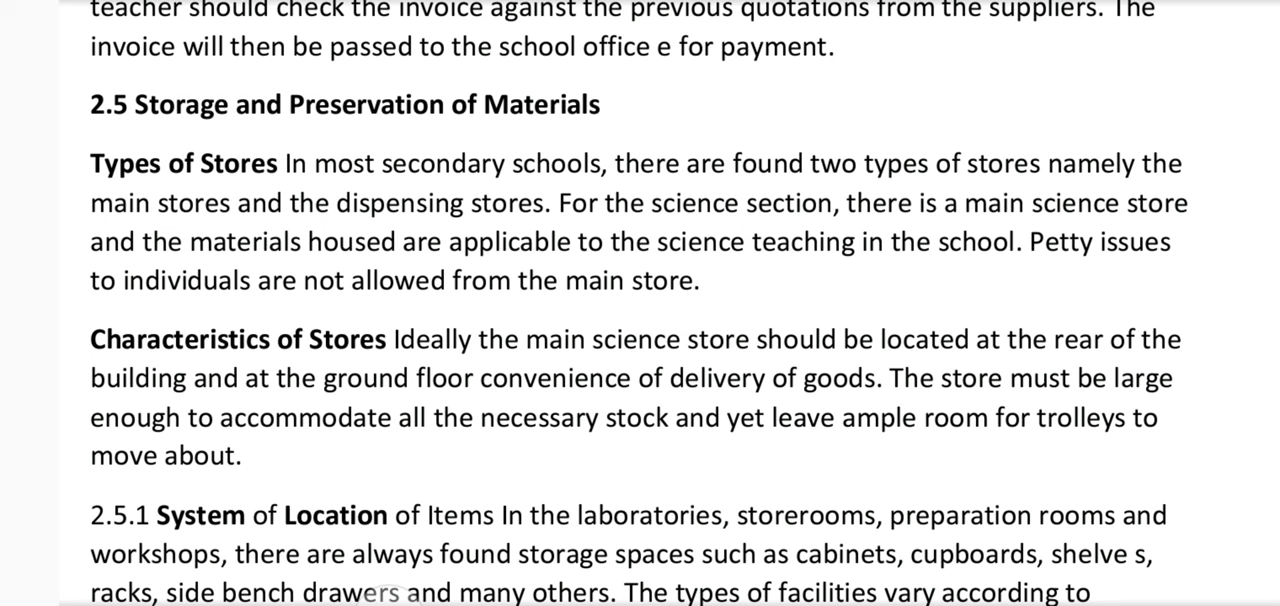 teacher should check the invoice against the previous quotations from the suppliers. The
invoice will then be passed to the school office e for payment.
2.5 Storage and Preservation of Materials
Types of Stores In most secondary schools, there are found two types of stores namely the
main stores and the dispensing stores. For the science section, there is a main science store
and the materials housed are applicable to the science teaching in the school. Petty issues
to individuals are not allowed from the main store.
Characteristics of Stores Ideally the main science store should be located at the rear of the
building and at the ground floor convenience of delivery of goods. The store must be large
enough to accommodate all the necessary stock and yet leave ample room for trolleys to
move about.
2.5.1 System of Location of Items In the laboratories, storerooms, preparation rooms and
workshops, there are always found storage spaces such as cabinets, cupboards, shelve s,
racks, side bench drawers and many others. The types of facilities vary according to